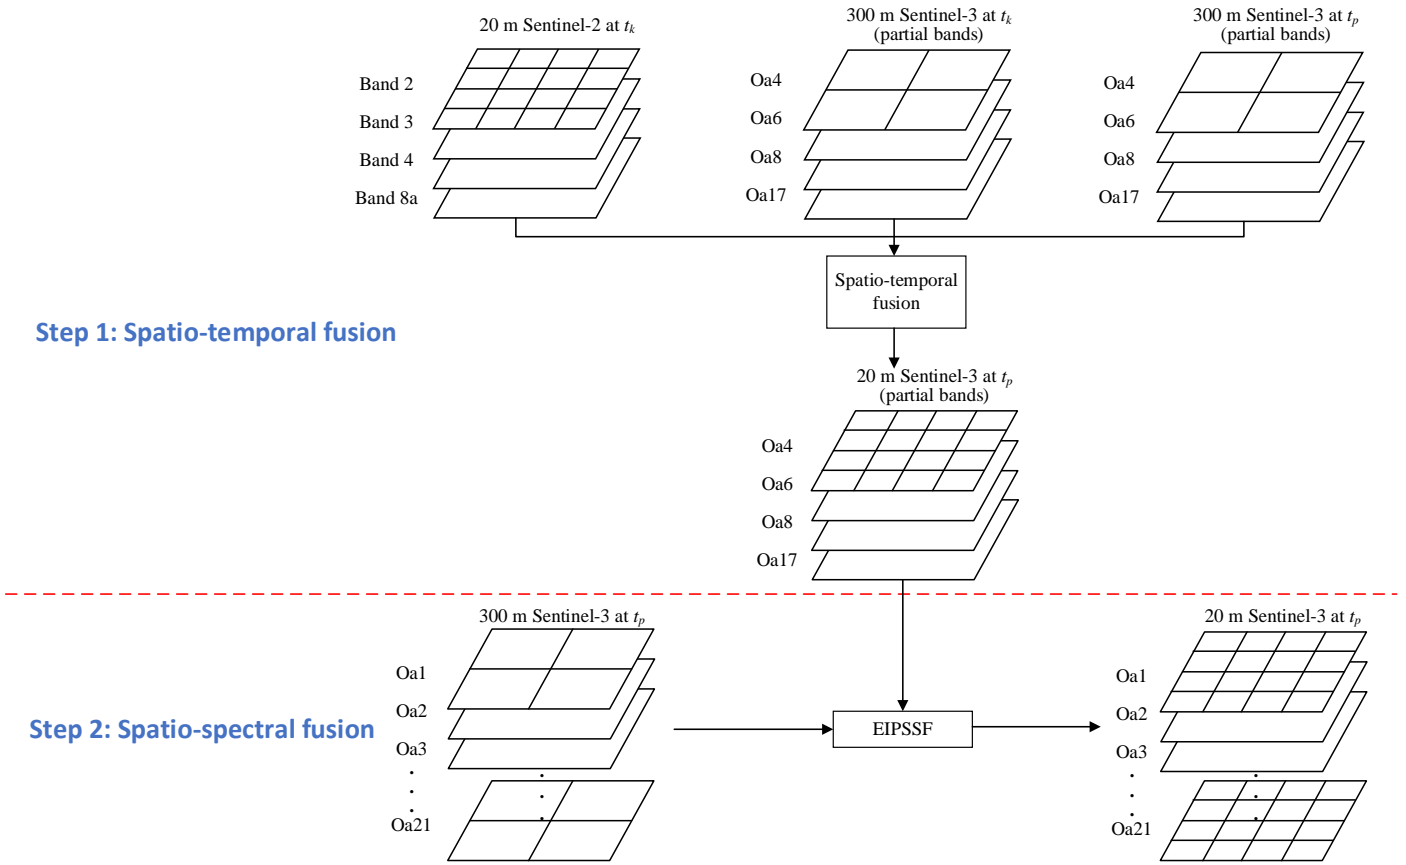 20 m Sentinel-2 at tk
Band 2
Band 3
Band 4
Band 8a
300 m Sentinel-3 at tk
(partial bands)
Oa4
Oa6
Oa8
Oa17
300 m Sentinel-3 at tp
(partial bands)
Oa4
Oa6
Oa8
Oa17
Spatio-temporal
fusion
Step 1: Spatio-temporal fusion
20 m Sentinel-3 at tp
(partial bands)
Oa4
Oa6
Oa8
Oa17
300 m Sentinel-3 at tp
Oa1
Oa2
Oa3
Oa21
Step 2: Spatio-spectral fusion
EIPSSF
20 m Sentinel-3 at tp
Oa1
Oa2
Oa3
Oa21